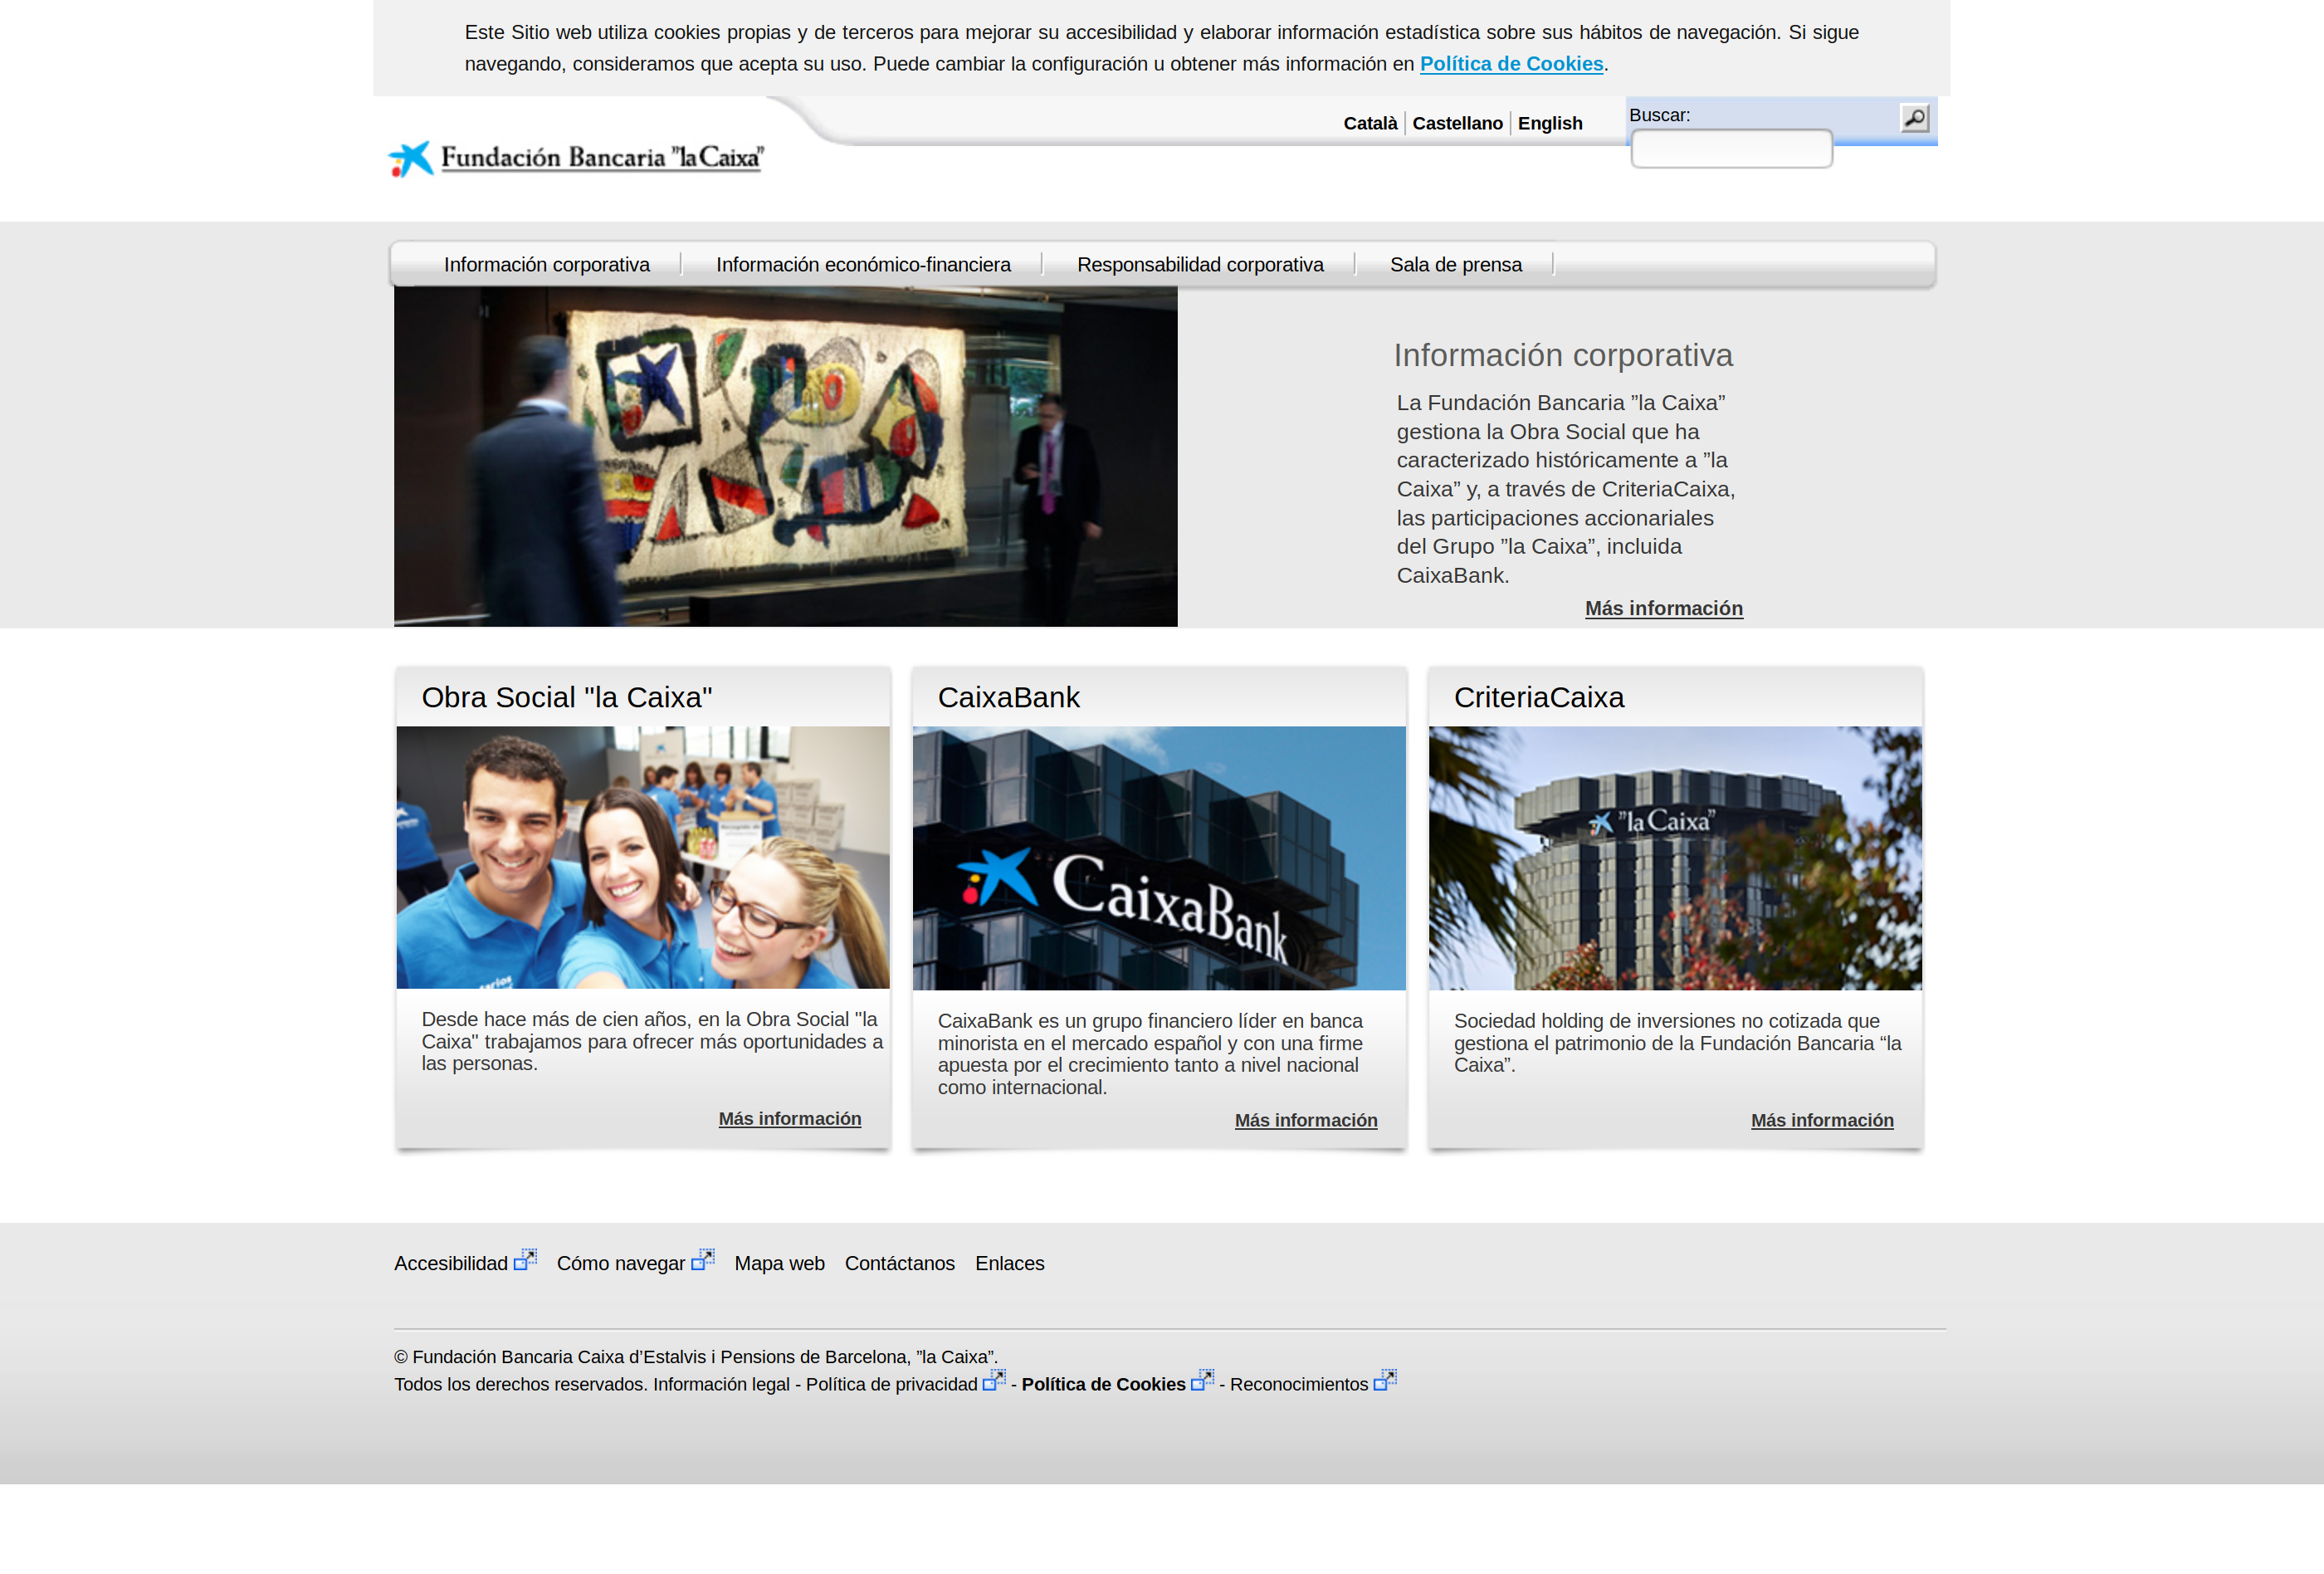 Este Sitio web utiliza cookies propias y de terceros para mejorar su accesibilidad y elaborar información estadística sobre sus hábitos de navegación. Si sigue
navegando, consideramos que acepta su uso. Puede cambiar la configuración u obtener más información en Política de Cookies.
Català Castellano English
Buscar:
Fundación Bancaria ”la Caixa”
Información corporativa Información económico-financiera Responsabilidad corporativa Sala de prensa
Información corporativa
La Fundación Bancaria ”la Caixa”
gestiona la Obra Social que ha
caracterizado históricamente a ”la
Caixa” y, a través de CriteriaCaixa,
las participaciones accionariales
del Grupo ”la Caixa”, incluida
CaixaBank.
Más información
Obra Social "la Caixa"
Desde hace más de cien años, en la Obra Social "la
Caixa" trabajamos para ofrecer más oportunidades a
las personas.
Más información
CaixaBank
CaixaBank
CaixaBank es un grupo financiero líder en banca
minorista en el mercado español y con una firme
apuesta por el crecimiento tanto a nivel nacional
como internacional.
Más información
CriteriaCaixa
”la Caixa”
Sociedad holding de inversiones no cotizada que
gestiona el patrimonio de la Fundación Bancaria “la
Caixa”.
Más información
Accesibilidad Cómo navegar Mapa web Contáctanos Enlaces
© Fundación Bancaria Caixa d’Estalvis i Pensions de Barcelona, ”la Caixa”.
Todos los derechos reservados. Información legal - Política de privacidad - Política de Cookies - Reconocimientos